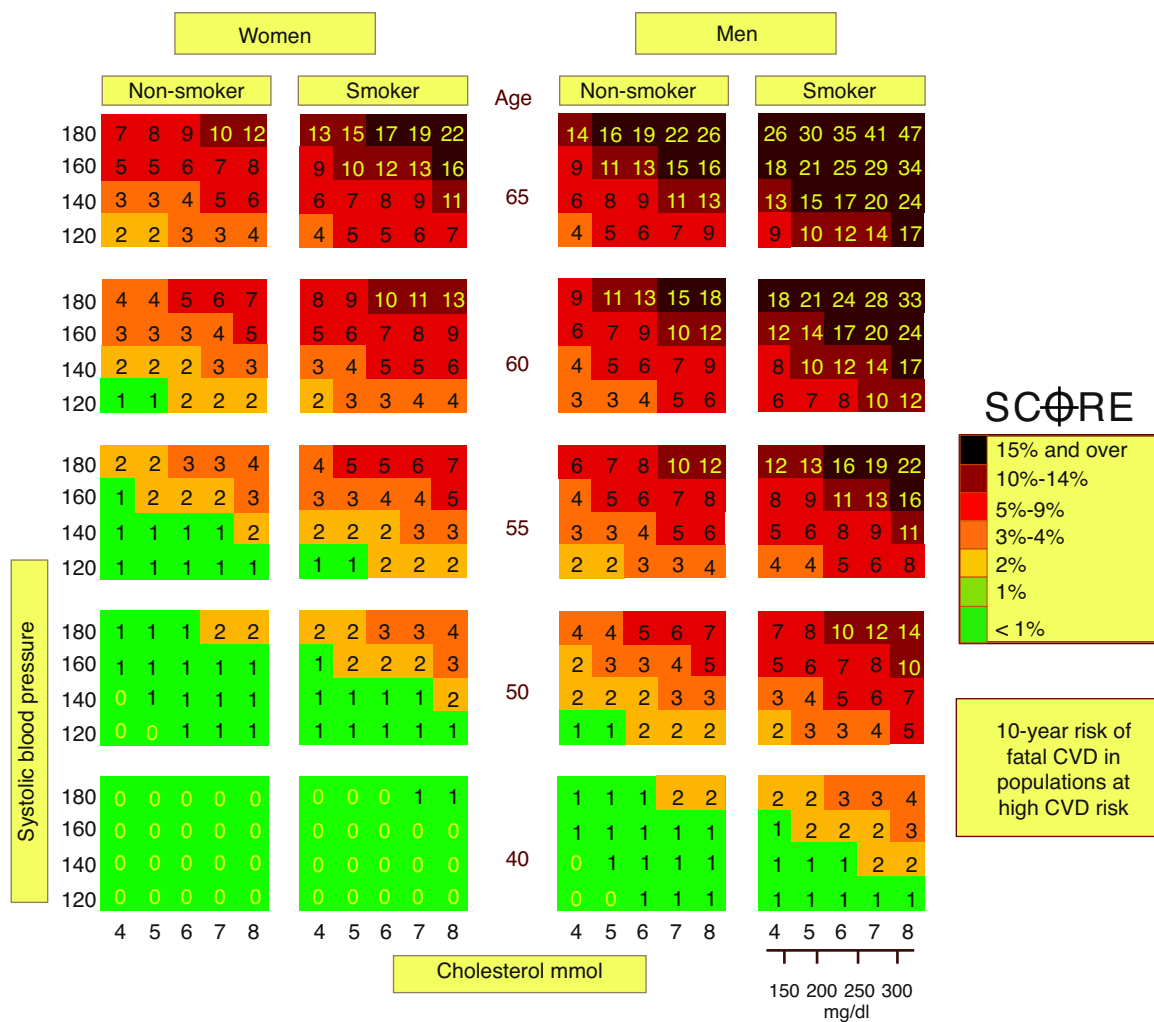 Women Men
Non-smoker Smoker Age Non-smoker Smoker
180 7 8 9 10 12 13 15 17 19 22 14 16 19 22 26 26 30 35 41 47
160 5 5 6 7 8 9 10 12 13 16 9 11 13 15 16 18 21 25 29 34
65
140 3 3 4 5 6 6 7 8 9 11 6 8 9 11 13 13 15 17 20 24
120 2 2 3 3 4 4 5 5 6 7 4 5 6 7 9 9 10 12 14 17
180 4 4 5 6 7 8 9 10 11 13 9 11 13 15 18 18 21 24 28 33
160 3 3 3 4 5 5 6 7 8 9 6 7 9 10 12 12 14 17 20 24
60
140 2 2 2 3 3 3 4 5 5 6 4 5 6 7 9 8 10 12 14 17
120 1 1 2 2 2 2 3 3 4 4 3 3 4 5 6 6 7 8 10 12
180 2 2 3 3 4 4 5 5 6 7 6 7 8 10 12 12 13 16 19 22
160 1 2 2 2 3 3 3 4 4 5 4 5 6 7 8 8 9 11 13 16
55
140 1 1 1 1 2 2 2 2 3 3 3 3 4 5 6 5 6 8 9 11
120 1 1 1 1 1 1 1 2 2 2 2 2 3 3 4 4 4 5 6 8
180 1 1 1 2 2 2 2 3 3 4 4 4 5 6 7 7 8 10 12 14
160 1 1 1 1 1 1 2 2 2 3 2 3 3 4 5 5 6 7 8 10
50
140 0 1 1 1 1 1 1 1 1 2 2 2 2 3 3 3 4 5 6 7
120 0 0 1 1 1 1 1 1 1 1 1 1 2 2 2 2 3 3 4 5
180 0 0 0 0 0 0 0 0 1 1 1 1 1 2 2 2 2 3 3 4
160 0 0 0 0 0 0 0 0 0 0 1 1 1 1 1 1 2 2 2 3
40
140 0 0 0 0 0 0 0 0 0 0 0 1 1 1 1 1 1 1 2 2
120 0 0 0 0 0 0 0 0 0 0 0 0 1 1 1 1 1 1 1 1
4 5 6 7 8 4 5 6 7 8 4 5 6 7 8 4 5 6 7 8
Systolic blood pressure
Cholesterol mmol
150 200 250 300
mg/dl
SCORE
15% and over
10%-14%
5%-9%
3%-4%
2%
1%
< 1%
10-year risk of
fatal CVD in
populations at
high CVD risk